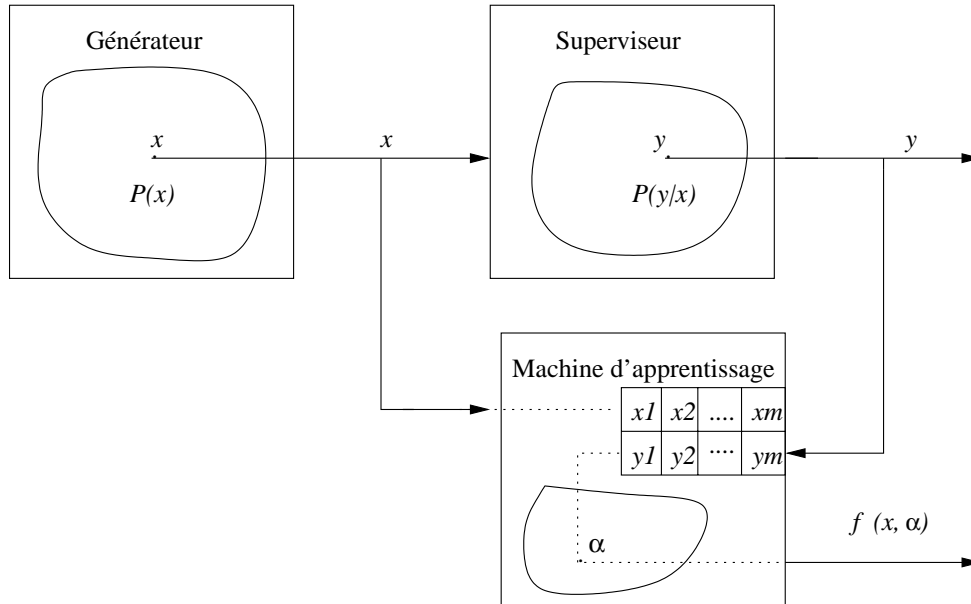 Générateur
Superviseur
x
x
y
y
P(x)
P(y/x)
Machine d'apprentissage
x1 x2 .... xm
y1 y2 .... ym
α
f (x, α)